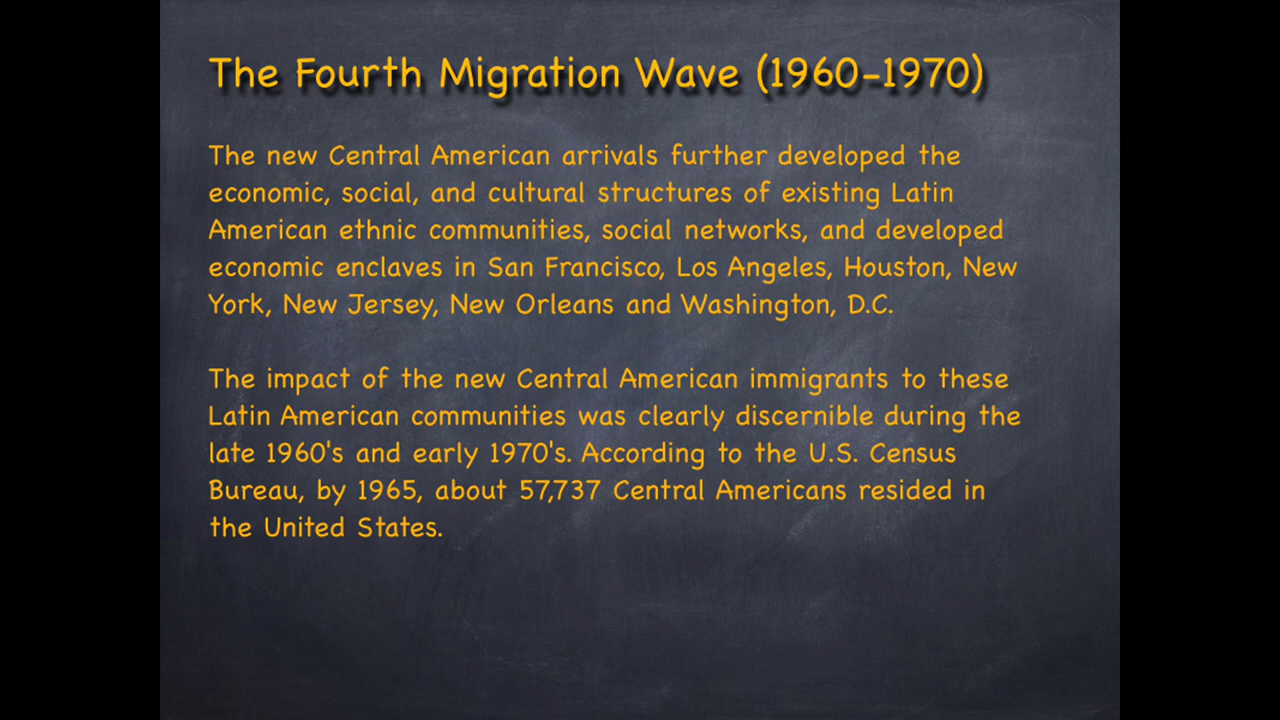 The Fourth Migration Wave (1960-1970)
The new Central American arrivals further developed the
economic, social, and cultural structures of existing Latin
American ethnic communities, social networks, and developed
economic enclaves in San Francisco, Los Angeles, Houston, New
York, New Jersey, New Orleans and Washington, D.C.
The impact of the new Central American immigrants to these
Latin American communities was clearly discernible during the
late 1960's and early 1970's. According to the U.S. Census
Bureau, by 1965, about 57,737 Central Americans resided in
the United States.